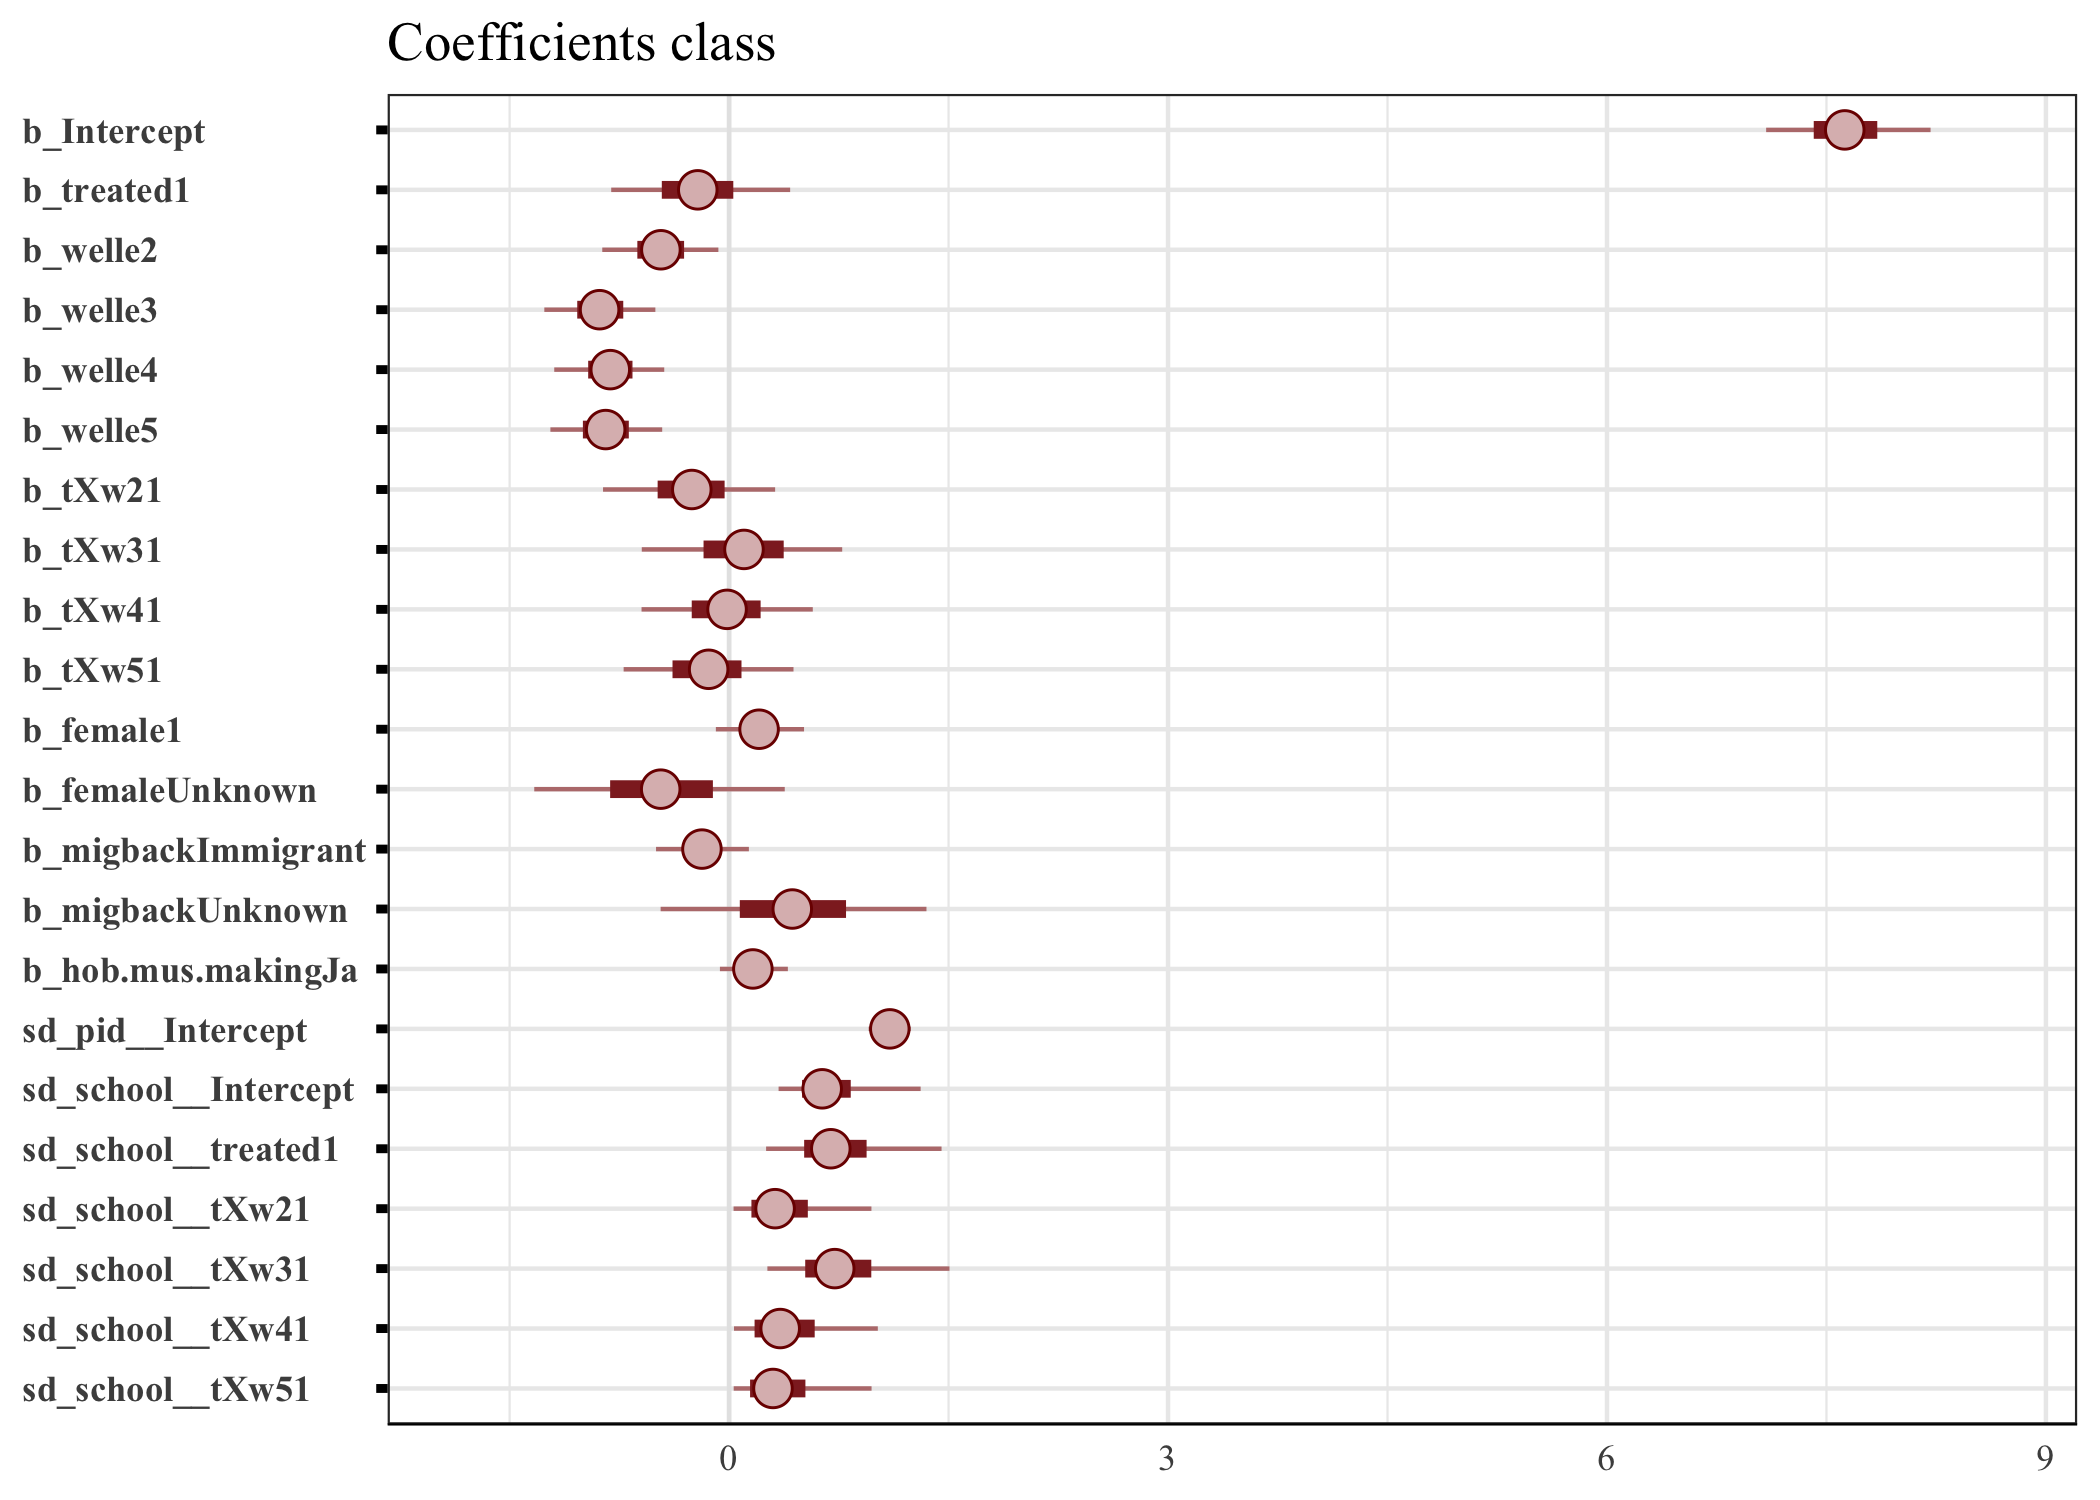 Coefficients class
b_Intercept
b_treated1
b_welle2
b_welle3
b_welle4
b_welle5
b_tXw21
b_tXw31
b_tXw41
b_tXw51
b_female1
b_femaleUnknown
b_migbackImmigrant
b_migbackUnknown
b_hob.mus.makingJa
sd_pid__Intercept
sd_school__Intercept
sd_school__treated1
sd_school__tXw21
sd_school__tXw31
sd_school__tXw41
sd_school__tXw51
0 3 6 9